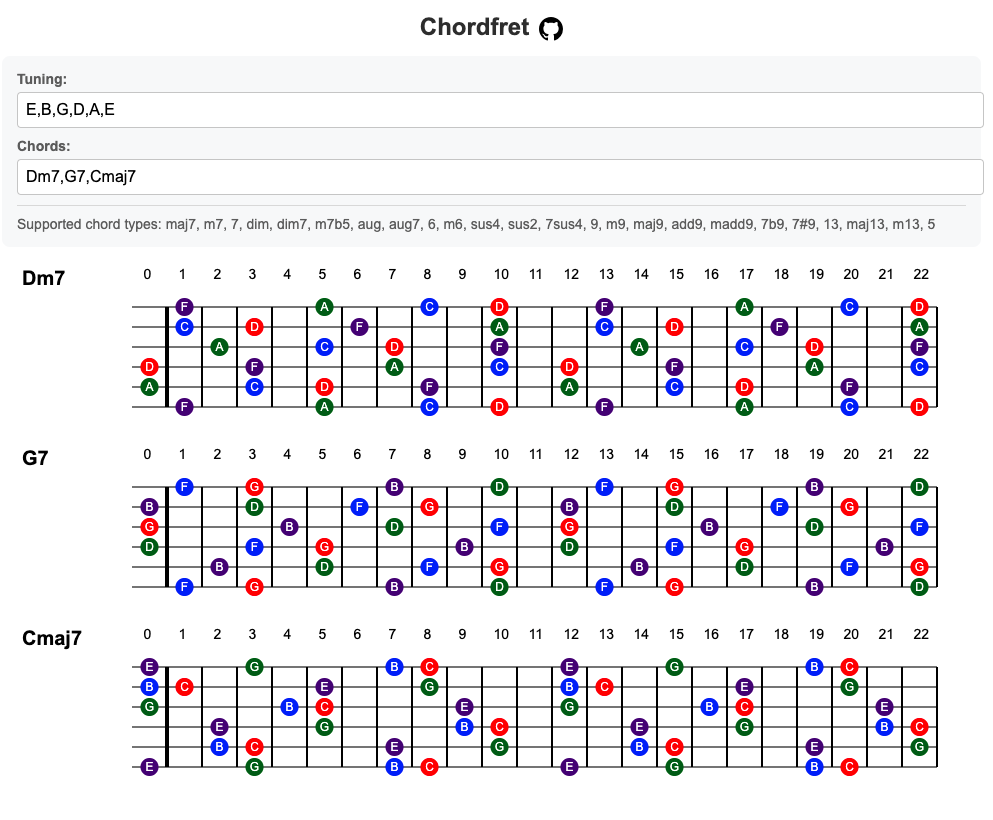 Chordfret
Tuning:
E,B,G,D,A,E
Chords:
Dm7,G7,Cmaj7
Supported chord types: maj7, m7, 7, dim, dim7, m7b5, aug, aug7, 6, m6, sus4, sus2, 7sus4, 9, m9, maj9, add9, madd9, 7b9, 7#9, 13, maj13, m13, 5
Dm7 0 1 2 3 4 5 6 7 8 9 10 11 12 13 14 15 16 17 18 19 20 21 22
F A C D F A C D
C D F A C D F A
A C D F A C D F
D F A C D F A C
A C D F A C D F
F A C D F A C D
G7 0 1 2 3 4 5 6 7 8 9 10 11 12 13 14 15 16 17 18 19 20 21 22
F G B D F G B D
B D F G B D F G
G B D F G B D F
D F G B D F G B
B D F G B D F G
F G B D F G B D
Cmaj7 0 1 2 3 4 5 6 7 8 9 10 11 12 13 14 15 16 17 18 19 20 21 22
E G B C E G B C
B C E G B C E G
G B C E G B C E
E G B C E G B C
B C E G B C E G
E G B C E G B C